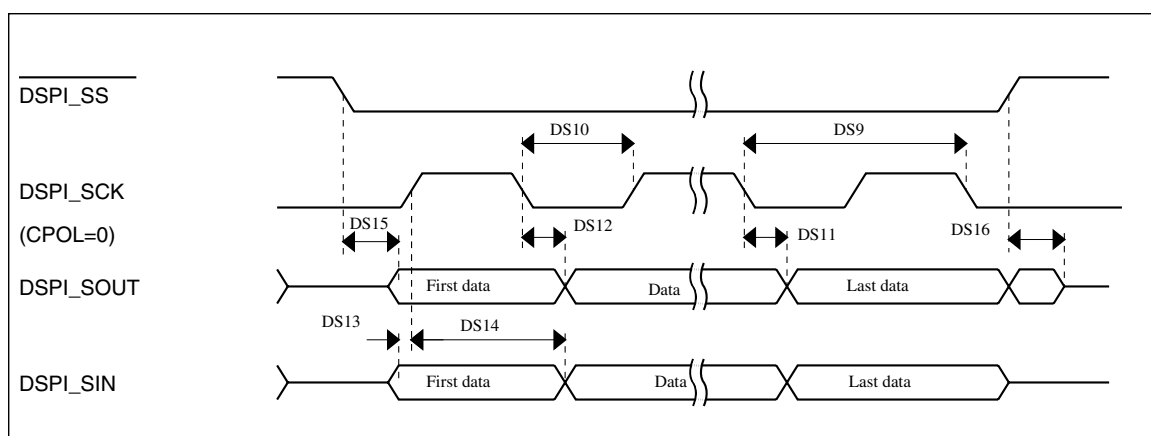 DSPI_SS
DS10
DS9
DSPI_SCK
(CPOL=0)
DS15
DS12
DS11
DS16
DSPI_SOUT
First data
Data
Last data
DS13
DS14
DSPI_SIN
First data
Data
Last data